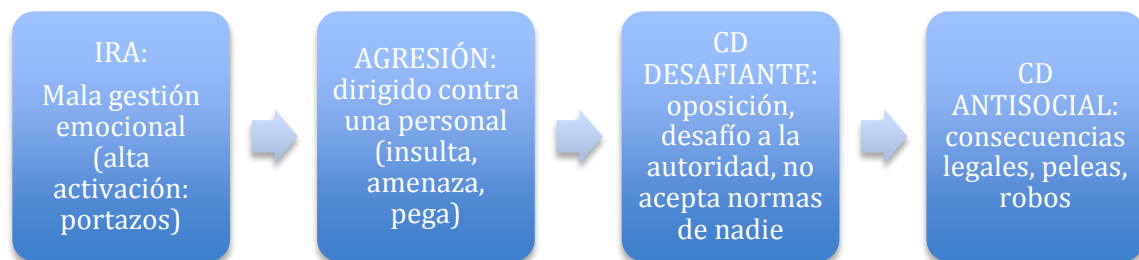 IRA:
Mala gestión
emocional
(alta
activación:
portazos)
AGRESIÓN:
dirigido contra
una personal
(insulta,
amenaza,
pega)
CD
DESAFIANTE:
oposición,
desafío a la
autoridad, no
acepta normas
de nadie
CD
ANTISOCIAL:
consecuencias
legales, peleas,
robos